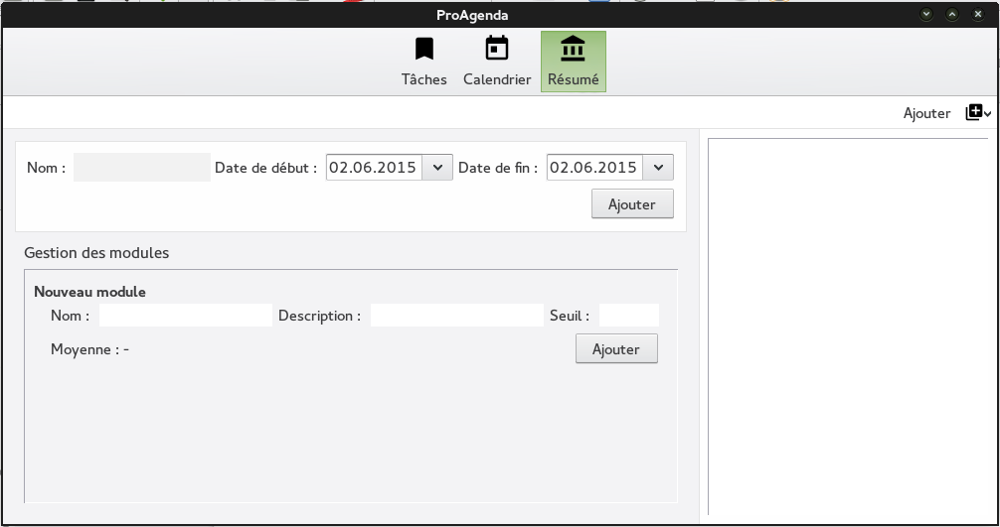 ProAgenda
Tâches Calendrier Résumé
Ajouter
Nom : Date de début : 02.06.2015 Date de fin : 02.06.2015
Ajouter
Gestion des modules
Nouveau module
Nom : Description : Seuil :
Moyenne : - Ajouter